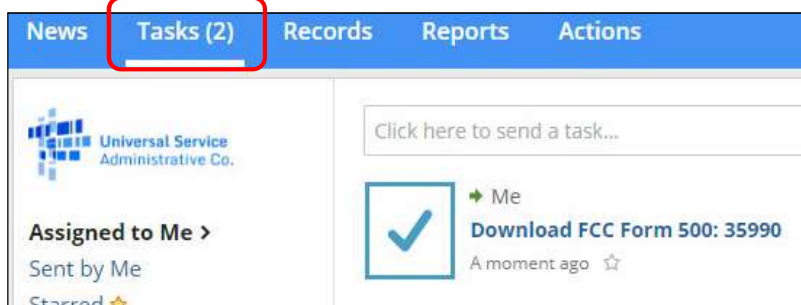 News Tasks (2) Records Reports Actions
Universal Service
Administrative Co.
Click here to send a task...
Me
Download FCC Form 500: 35990
A moment ago
Assigned to Me >
Sent by Me
Starred